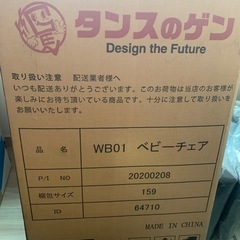 タンスのゲン
Design the Future
取り扱い注意 配送業者様へ
いつも配送ありがとうございます。このお荷物は当店のお客様が
楽しみにお待ち頂いている商品です。十分に注意して取り扱い
をお願いいたします。
品名 WB01 ベビーチェア
P/I NO 20200208
梱包サイズ 159
ID 64710
MADE IN CHINA